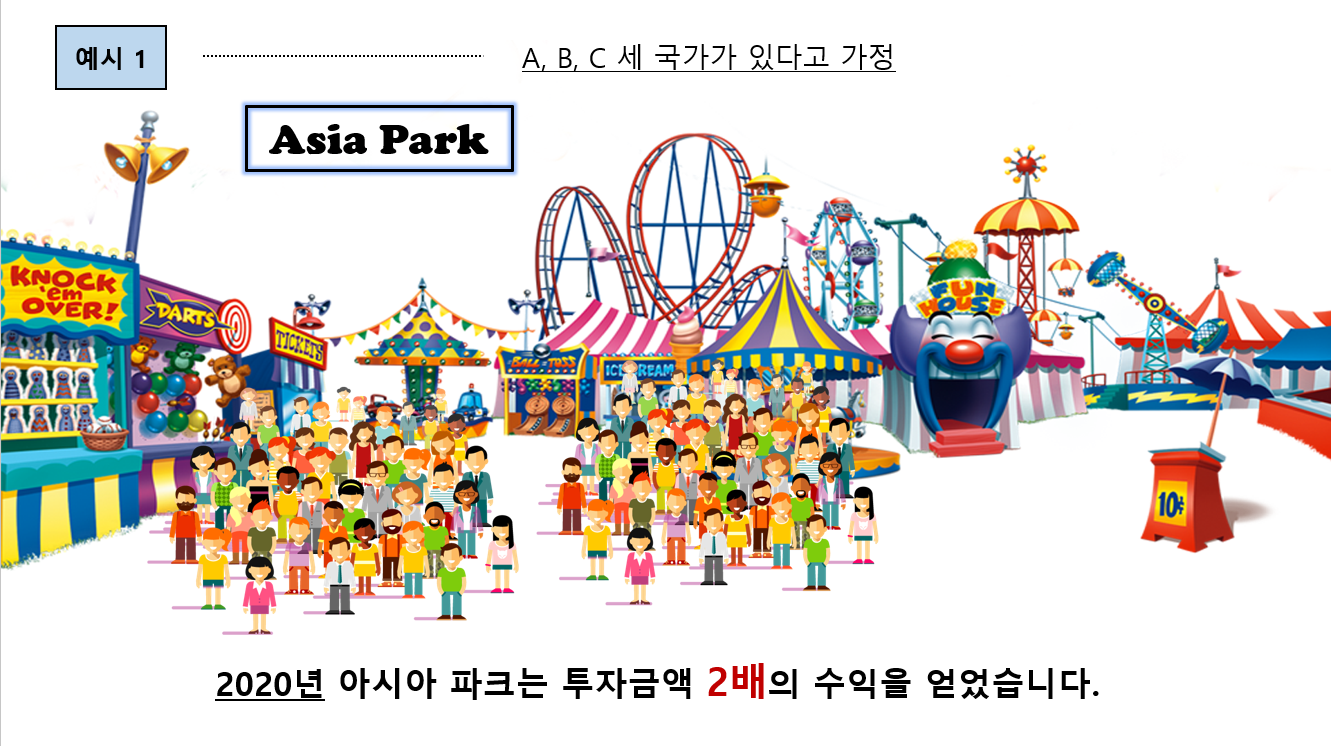 예시 1
A, B, C 세 국가가 있다고 가정
Asia Park
KNOCK
'em
OVER!
DARTS
TICKETS
BALL TOSS
ICE CREAM
FUN
HOUSE
10¢
2020년 아시아 파크는 투자금액 2배의 수익을 얻었습니다.